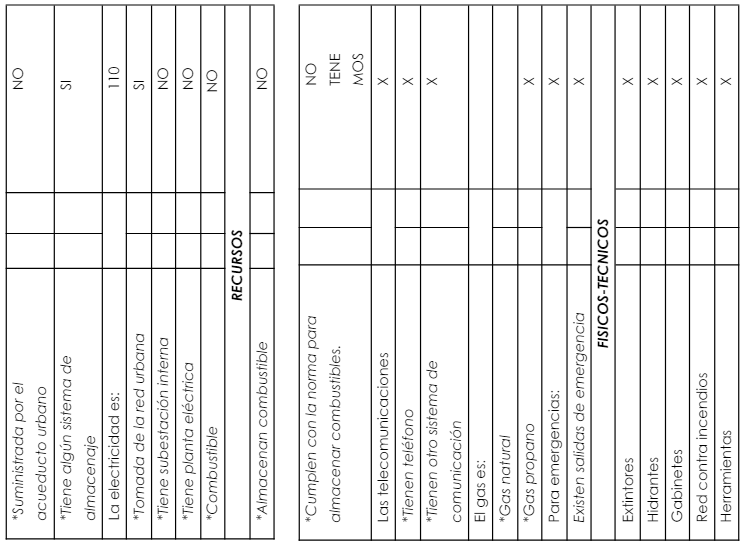 *Suministrada por el NO
acueducto urbano
*Tiene algún sistema de SI
almacenaje
La electricidad es: 110
*Tomada de la red urbana SI
*Tiene subestación interna NO
*Tiene planta eléctrica NO
*Combustible NO
RECURSOS
*Almacenan combustible NO
*Cumplen con la norma para NO
almacenar combustibles. TENE
MOS
Las telecomunicaciones X
*Tienen teléfono X
*Tienen otro sistema de X
comunicación
El gas es:
*Gas natural
*Gas propano X
Para emergencias: X
Existen salidas de emergencia X
FISICOS-TECNICOS
Extintores X
Hidrantes X
Gabinetes X
Red contra incendios X
Herramientas X